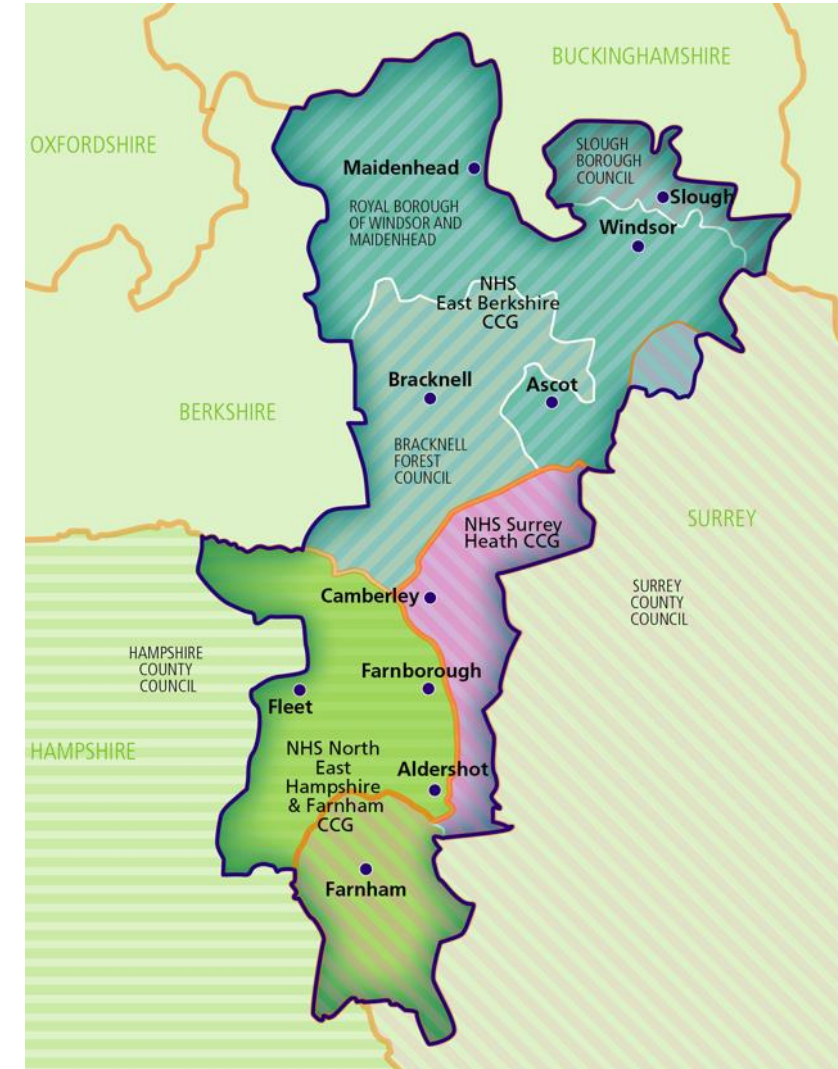 BUCKINGHAMSHIRE
OXFORDSHIRE
SLOUGH
BOROUGH
COUNCIL
Maidenhead
Slough
ROYAL BOROUGH
OF WINDSOR AND
MAIDENHEAD
Windsor
NHS
East Berkshire
CCG
Bracknell
Ascot
BERKSHIRE
BRACKNELL
FOREST
COUNCIL
NHS Surrey
Heath CCG
SURREY
Camberley
SURREY
COUNTY
COUNCIL
HAMPSHIRE
COUNTY
COUNCIL
Farnborough
Fleet
HAMPSHIRE
NHS North
East
Hampshire
& Farnham
CCG
Aldershot
Farnham